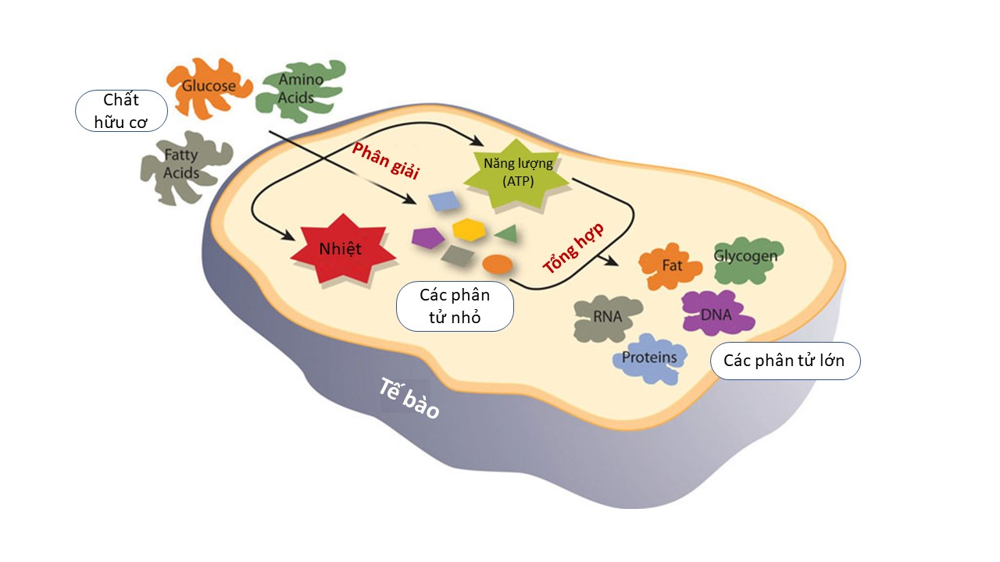 Glucose
Amino
Acids
Chất
hữu cơ
Fatty
Acids
Phân giải
Năng lượng
(ATP)
Nhiệt
Tổng hợp
Các phân
tử nhỏ
Fat
Glycogen
RNA
DNA
Proteins
Các phân tử lớn
Tế bào